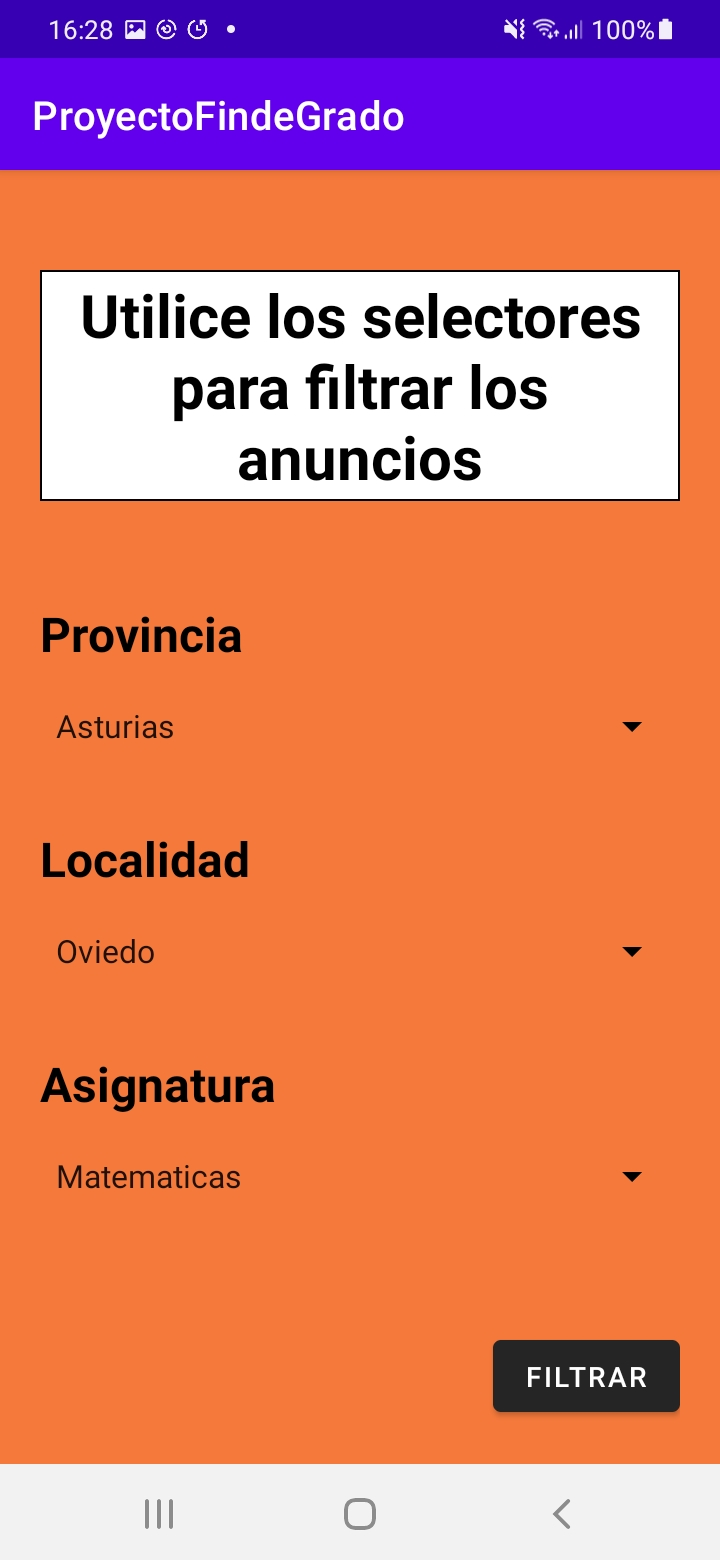 16:28
100%
ProyectoFindeGrado
Utilice los selectores
para filtrar los
anuncios
Provincia
Asturias
Localidad
Oviedo
Asignatura
Matematicas
FILTRAR